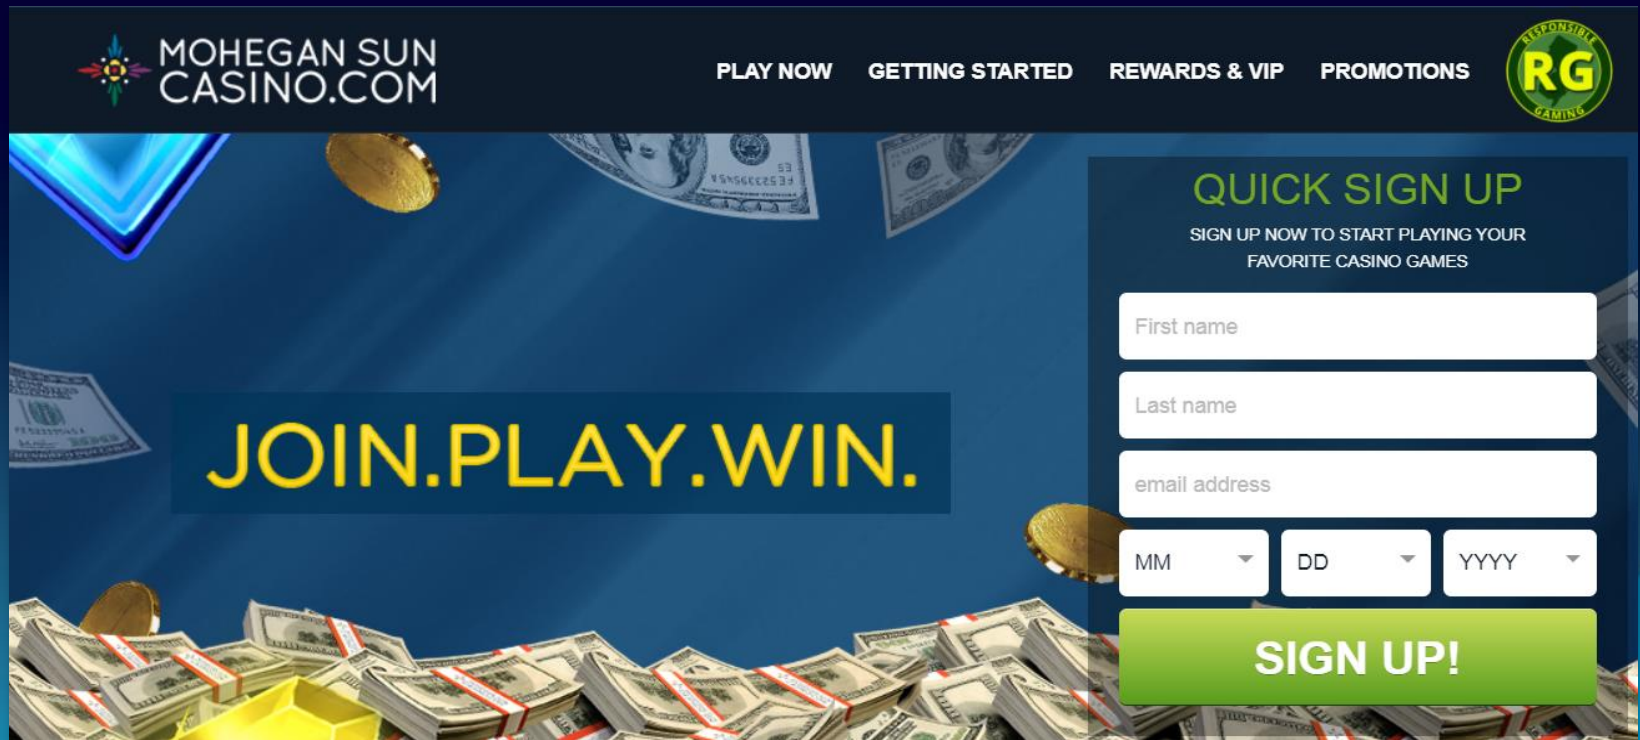 MOHEGAN SUN
CASINO.COM
PLAY NOW
GETTING STARTED
REWARDS & VIP
PROMOTIONS
RESPONSIBLE
RG
GAMING
QUICK SIGN UP
SIGN UP NOW TO START PLAYING YOUR
FAVORITE CASINO GAMES
First name
Last name
email address
MM
DD
YYYY
SIGN UP!
JOIN.PLAY.WIN.